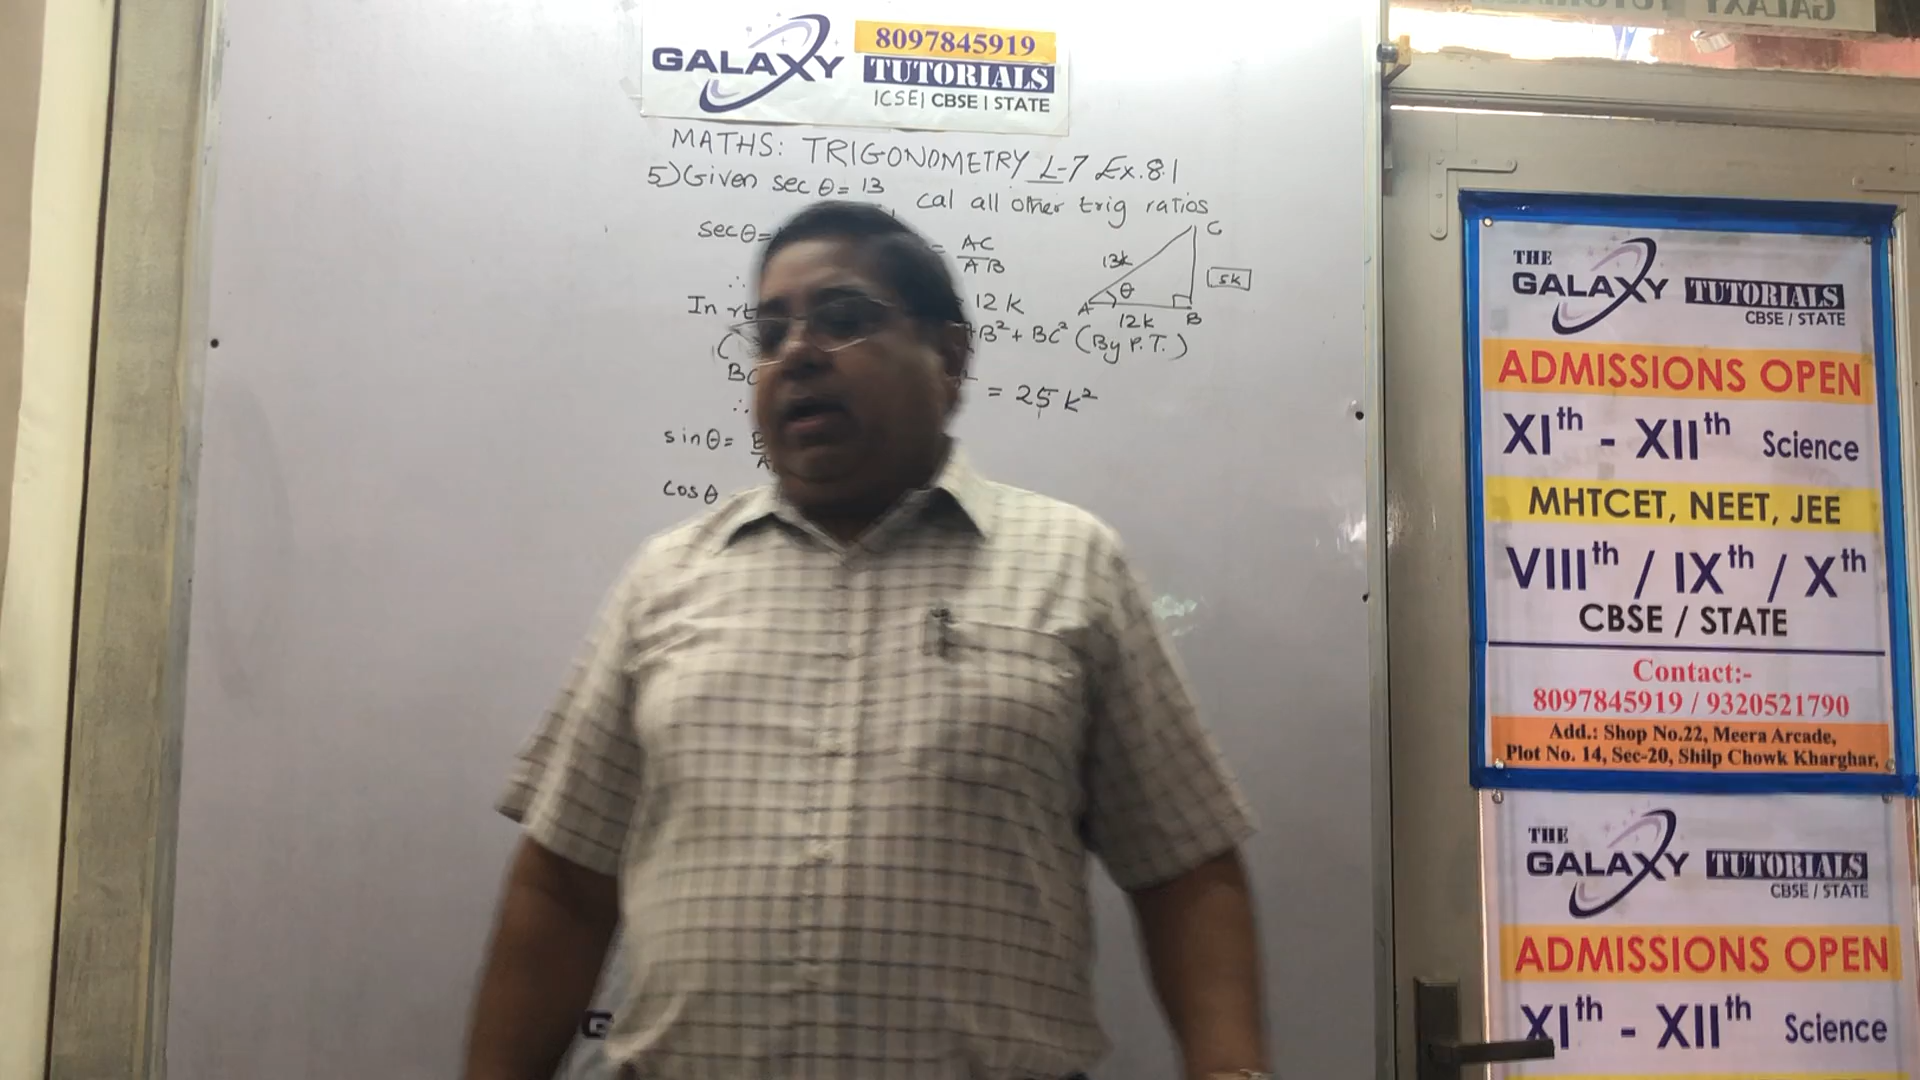 8097845919
GALAXY TUTORIALS
ICSE | CBSE | STATE
MATHS: TRIGONOMETRY L-7 Ex. 8.1
5) Given sec θ = 13 cal all other trig ratios
sec θ = = AC
A B
C
13k
5k
θ
A
12k
B
∴
In rt 12 k
( B² + BC² (By P.T.)
BC
∴ = 25 k²
sin θ =
cos θ
GALAXY TUTORIALS
THE
GALAXY TUTORIALS
CBSE / STATE
ADMISSIONS OPEN
XIth - XIIth Science
MHTCET, NEET, JEE
VIIIth / IXth / Xth
CBSE / STATE
Contact:-
8097845919 / 9320521790
Add.: Shop No.22, Meera Arcade,
Plot No. 14, Sec-20, Shilp Chowk Kharghar,
THE
GALAXY TUTORIALS
CBSE / STATE
ADMISSIONS OPEN
XIth - XIIth Science